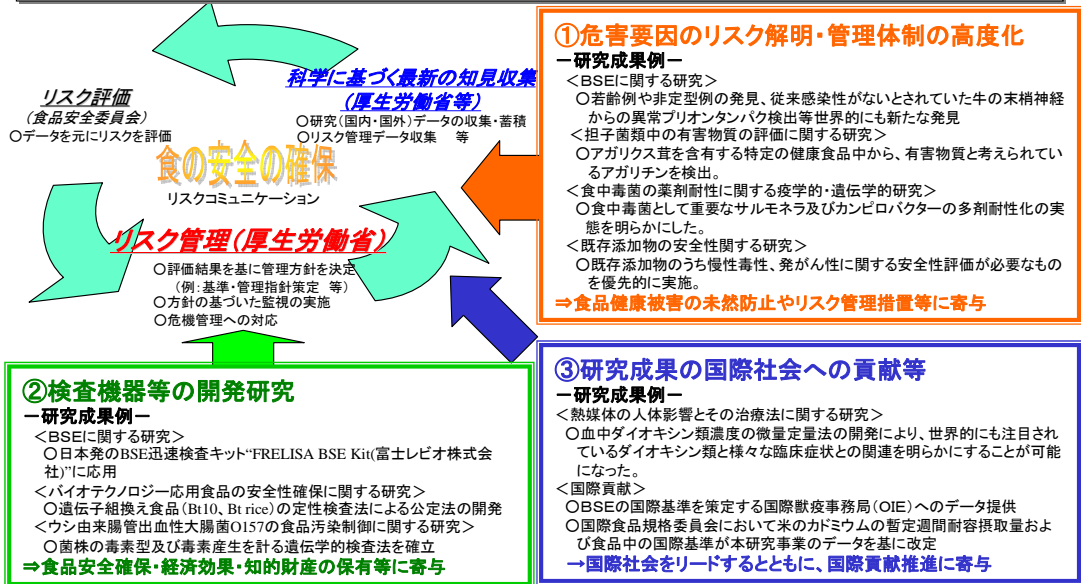 科学に基づく最新の知見収集
(厚生労働省等)
○研究(国内・国外)データの収集・蓄積
○リスク管理データ収集　等
リスク評価
(食品安全委員会)
○データを元にリスクを評価
食の安全の確保
リスクコミュニケーション
リスク管理(厚生労働省)
○評価結果を基に管理方針を決定
(例:基準・管理指針策定　等)
○方針の基づいた監視の実施
○危機管理への対応
①危害要因のリスク解明・管理体制の高度化
－研究成果例－
＜BSEに関する研究＞
○若齢例や非定型例の発見、従来感染性がないとされていた牛の末梢神経
からの異常プリオンタンパク検出等世界的にも新たな発見
＜担子菌類中の有害物質の評価に関する研究＞
○アガリクス茸を含有する特定の健康食品中から、有害物質と考えられてい
るアガリチンを検出。
＜食中毒菌の薬剤耐性に関する疫学的・遺伝学的研究＞
○食中毒菌として重要なサルモネラ及びカンピロバクターの多剤耐性化の実
態を明らかにした。
＜既存添加物の安全性関する研究＞
○既存添加物のうち慢性毒性、発がん性に関する安全性評価が必要なもの
を優先的に実施。
⇒食品健康被害の未然防止やリスク管理措置等に寄与
②検査機器等の開発研究
－研究成果例－
＜BSEに関する研究＞
○日本発のBSE迅速検査キット“FRELISA BSE Kit(富士レビオ株式会
社)”に応用
＜バイオテクノロジー応用食品の安全性確保に関する研究＞
○遺伝子組換え食品(Bt10、Bt rice)の定性検査法による公定法の開発
＜ウシ由来腸管出血性大腸菌O157の食品汚染制御に関する研究＞
○菌株の毒素型及び毒素産生を計る遺伝学的検査法を確立
⇒食品安全確保・経済効果・知的財産の保有等に寄与
③研究成果の国際社会への貢献等
－研究成果例－
＜熱媒体の人体影響とその治療法に関する研究＞
○血中ダイオキシン類濃度の微量定量法の開発により、世界的にも注目され
ているダイオキシン類と様々な臨床症状との関連を明らかにすることが可能
になった。
＜国際貢献＞
○BSEの国際基準を策定する国際獣疫事務局(OIE)へのデータ提供
○国際食品規格委員会において米のカドミウムの暫定週間耐容摂取量およ
び食品中の国際基準が本研究事業のデータを基に改定
→国際社会をリードするとともに、国際貢献推進に寄与